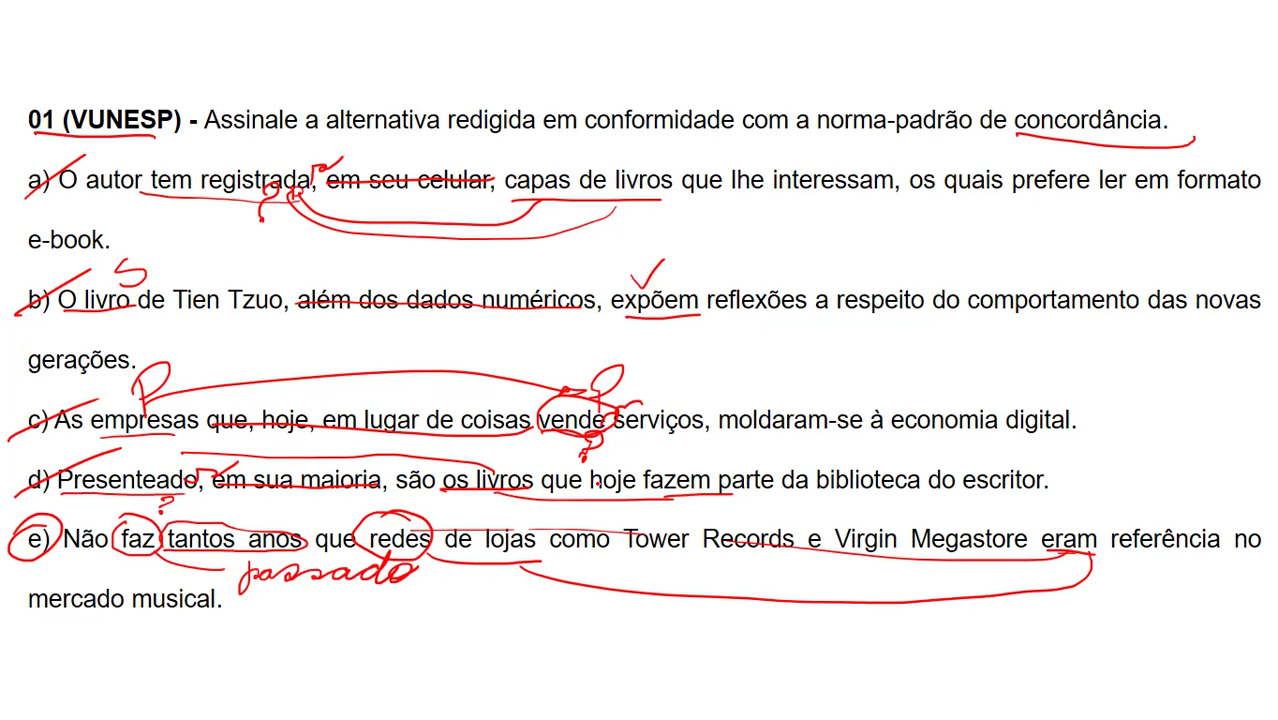 01 (VUNESP) - Assinale a alternativa redigida em conformidade com a norma-padrão de concordância.
a) O autor tem registrada, em seu celular, capas de livros que lhe interessam, os quais prefere ler em formato
e-book.
S
b) O livro de Tien Tzuo, além dos dados numéricos, expõem reflexões a respeito do comportamento das novas
gerações.
P P
c) As empresas que, hoje, em lugar de coisas vende serviços, moldaram-se à economia digital.
d) Presenteado, em sua maioria, são os livros que hoje fazem parte da biblioteca do escritor.
e) Não faz tantos anos que redes de lojas como Tower Records e Virgin Megastore eram referência no
passado
mercado musical.